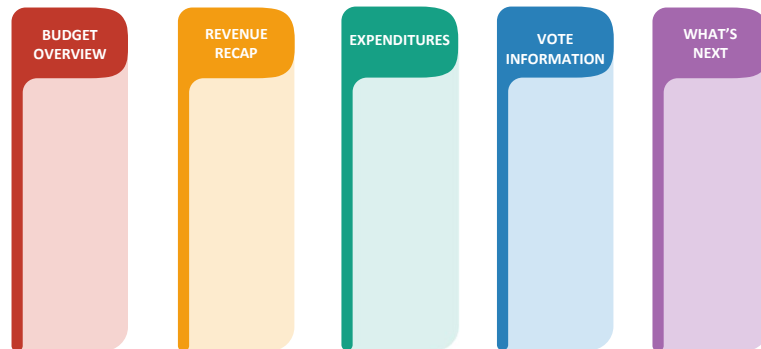 BUDGET
OVERVIEW
REVENUE
RECAP
EXPENDITURES
VOTE
INFORMATION
WHAT'S
NEXT